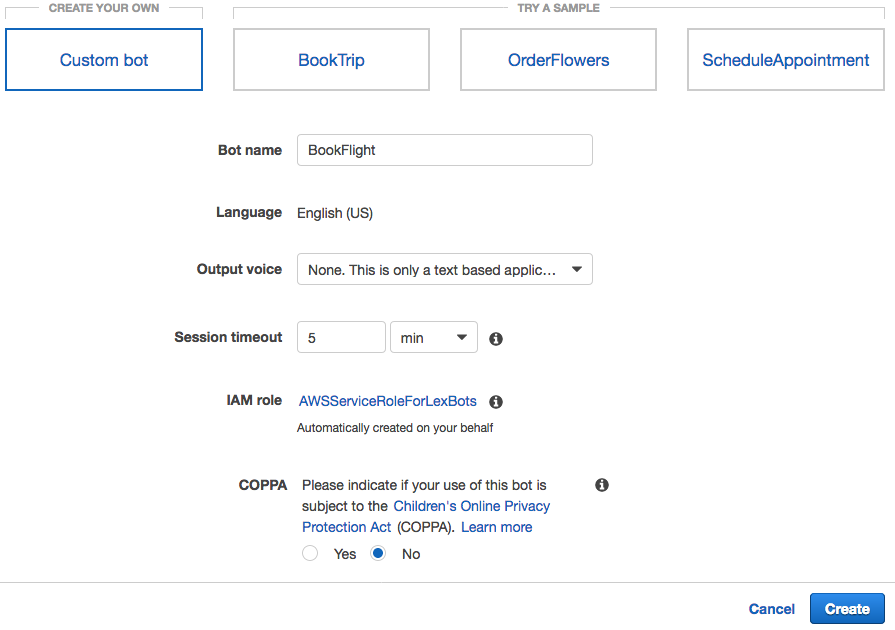 CREATE YOUR OWN
TRY A SAMPLE
Custom bot
BookTrip
OrderFlowers
ScheduleAppointment
Bot name
BookFlight
Language
English (US)
Output voice
None. This is only a text based applic...
Session timeout
5
min
IAM role
AWSServiceRoleForLexBots
Automatically created on your behalf
COPPA
Please indicate if your use of this bot is
subject to the Children's Online Privacy
Protection Act (COPPA). Learn more
Yes
No
Cancel
Create